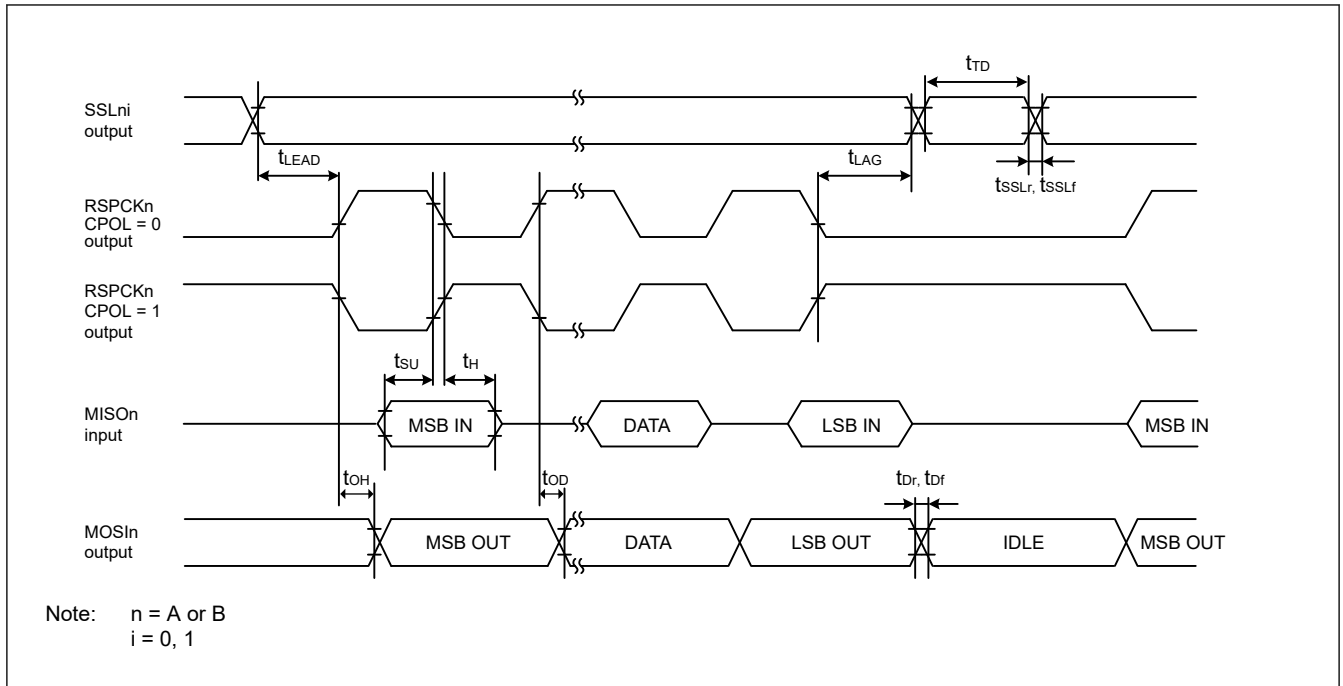 tTD
SSLni
output
tLEAD
tLAG
tSSLr, tSSLf
RSPCKn
CPOL = 0
output
RSPCKn
CPOL = 1
output
tSU
tH
MISOn
input
MSB IN
DATA
LSB IN
MSB IN
tOH
tOD
tDr, tDf
MOSIn
output
MSB OUT
DATA
LSB OUT
IDLE
MSB OUT
Note: n = A or B
i = 0, 1